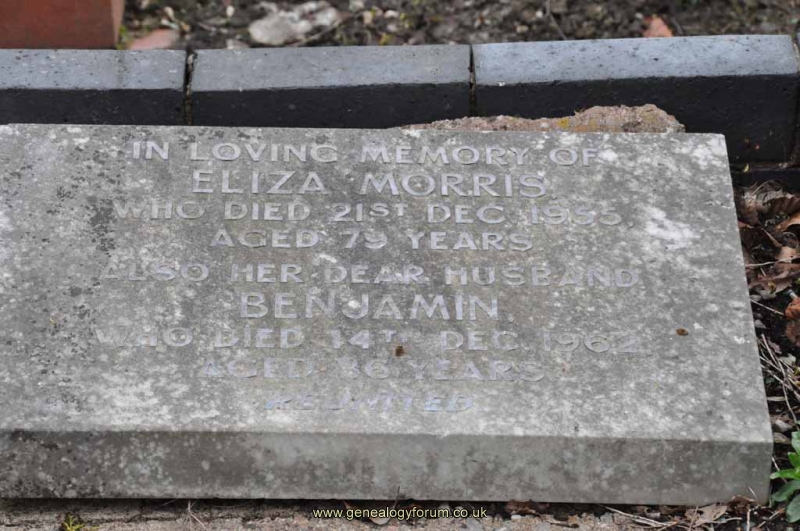 IN LOVING MEMORY OF
ELIZA MORRIS,
WHO DIED 21ST DEC. 1955,
AGED 79 YEARS.
ALSO HER DEAR HUSBAND
BENJAMIN,
WHO DIED 14TH DEC. 1962,
AGED 86 YEARS.
REUNITED
www.genealogyforum.co.uk